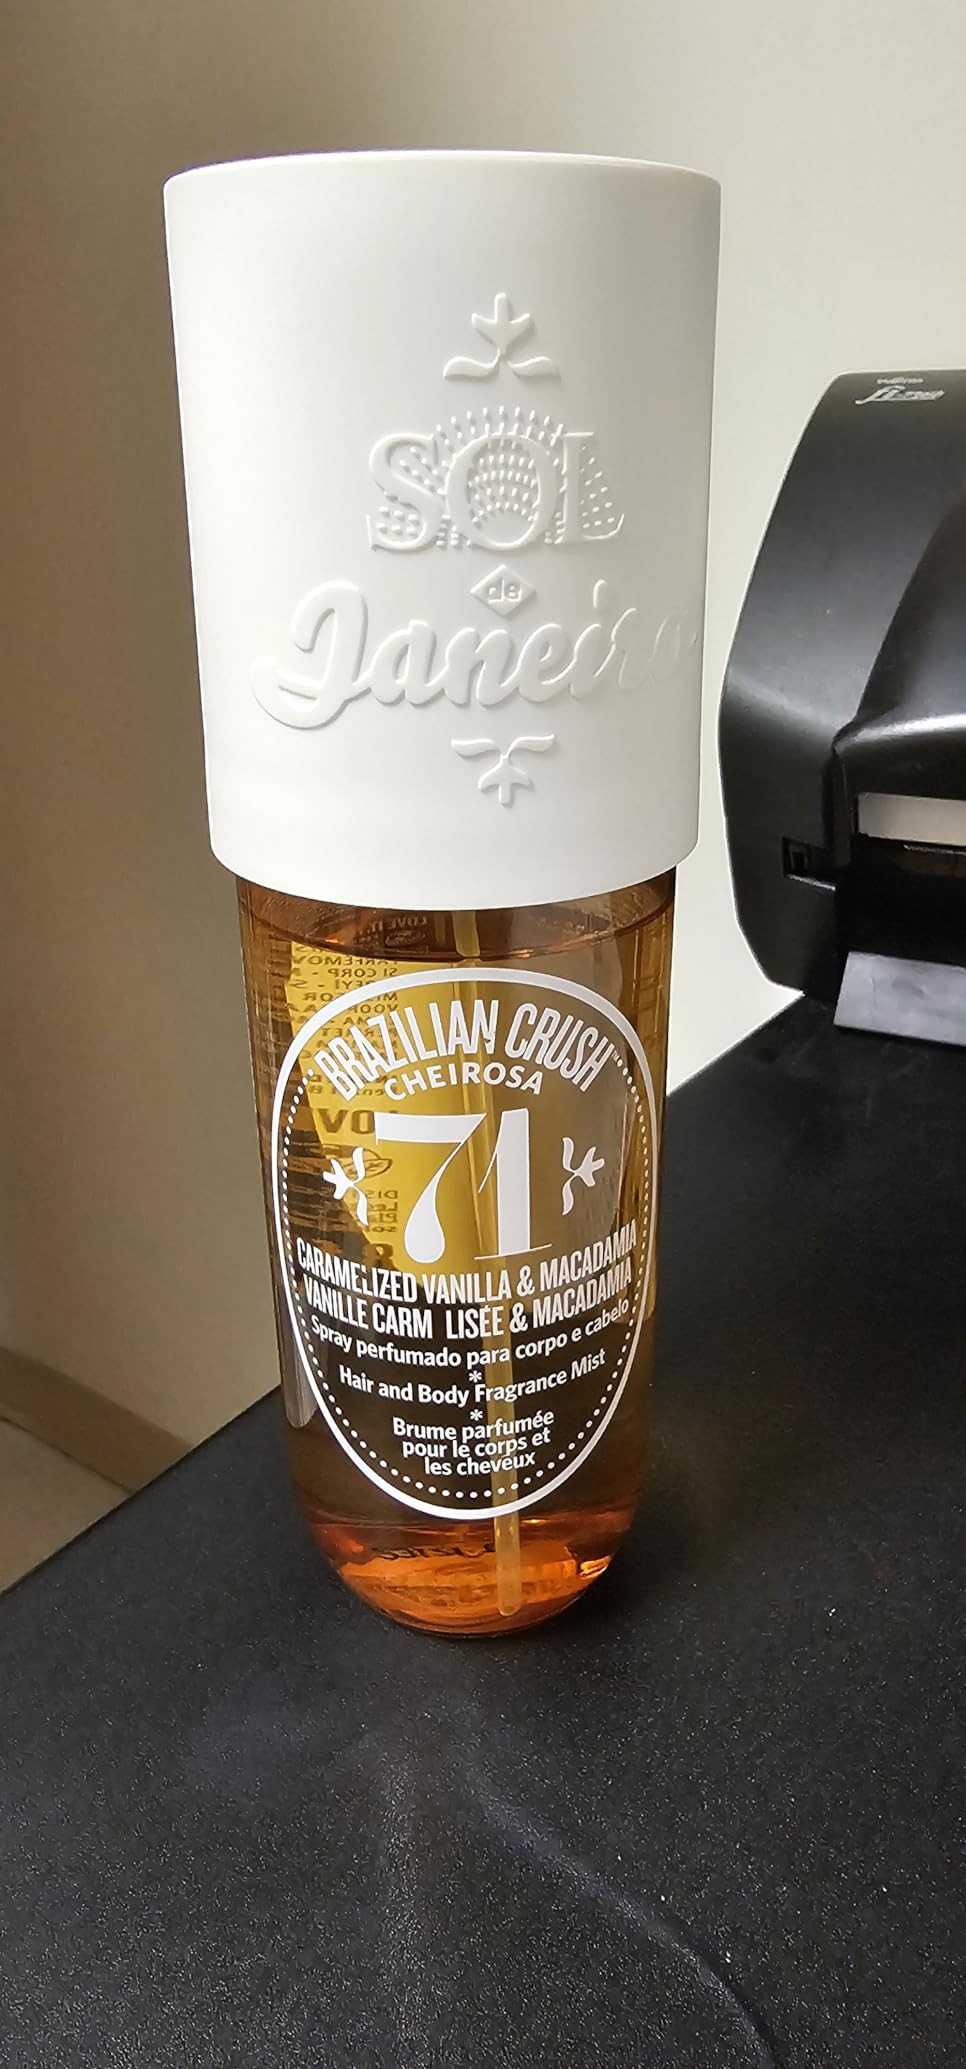 SOL
de
Janeiro
BRAZILIAN CRUSH™
CHEIROSA
71
CARAMELIZED VANILLA & MACADAMIA
VANILLE CARM LISÉE & MACADAMIA
Spray perfumado para corpo e cabelo
*
Hair and Body Fragrance Mist
*
Brume parfumée
pour le corps et
les cheveux